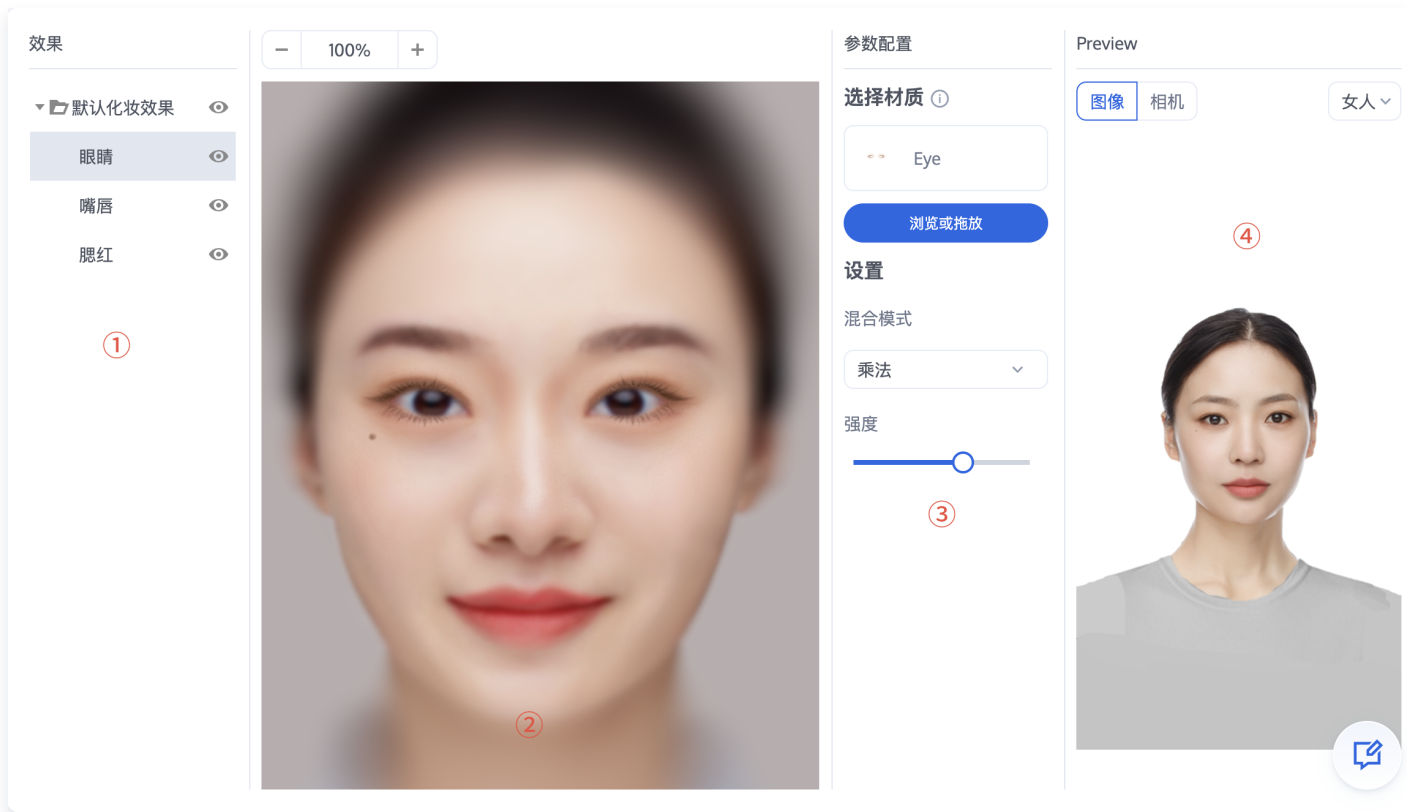 效果
默认化妆效果
眼睛
嘴唇
腮红
①
− 100% +
②
参数配置
选择材质
Eye
浏览或拖放
设置
混合模式
乘法
强度
③
Preview
图像 相机 女人
④